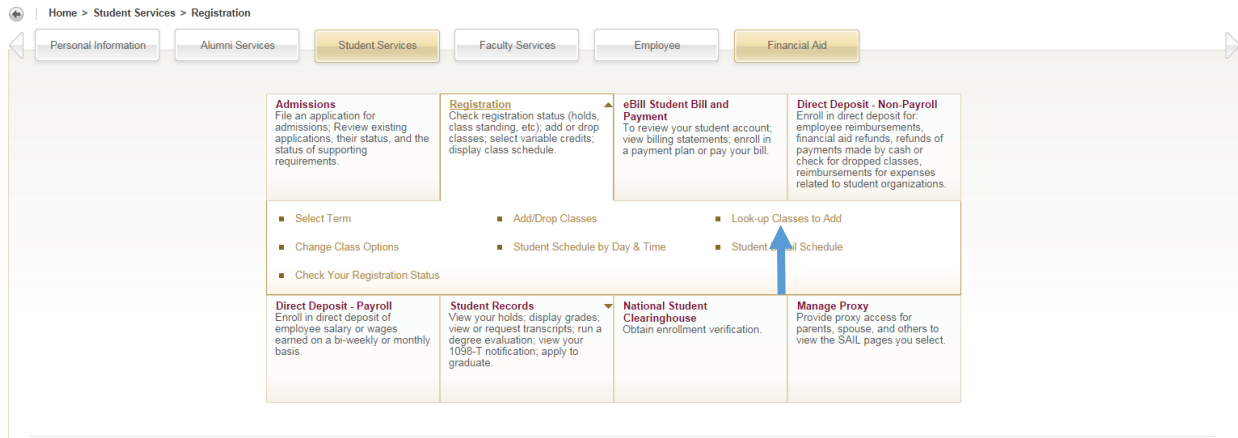 Home > Student Services > Registration
Personal Information
Alumni Services
Student Services
Faculty Services
Employee
Financial Aid
Admissions
File an application for
admissions; Review existing
applications, their status, and the
status of supporting
requirements.
Registration
Check registration status (holds,
class standing, etc); add or drop
classes; select variable credits;
display class schedule.
eBill Student Bill and
Payment
To review your student account;
view billing statements; enroll in
a payment plan or pay your bill.
Direct Deposit - Non-Payroll
Enroll in direct deposit for:
employee reimbursements,
financial aid refunds, refunds of
payments made by cash or
check for dropped classes,
reimbursements for expenses
related to student organizations.
Select Term
Add/Drop Classes
Look-up Classes to Add
Change Class Options
Student Schedule by Day & Time
Student Schedule
Check Your Registration Status
Direct Deposit - Payroll
Enroll in direct deposit of
employee salary or wages
earned on a bi-weekly or monthly
basis.
Student Records
View your holds; display grades;
view or request transcripts; run a
degree evaluation; view your
1098-T notification; apply to
graduate.
National Student
Clearinghouse
Obtain enrollment verification.
Manage Proxy
Provide proxy access for
parents, spouse, and others to
view the SAIL pages you select.